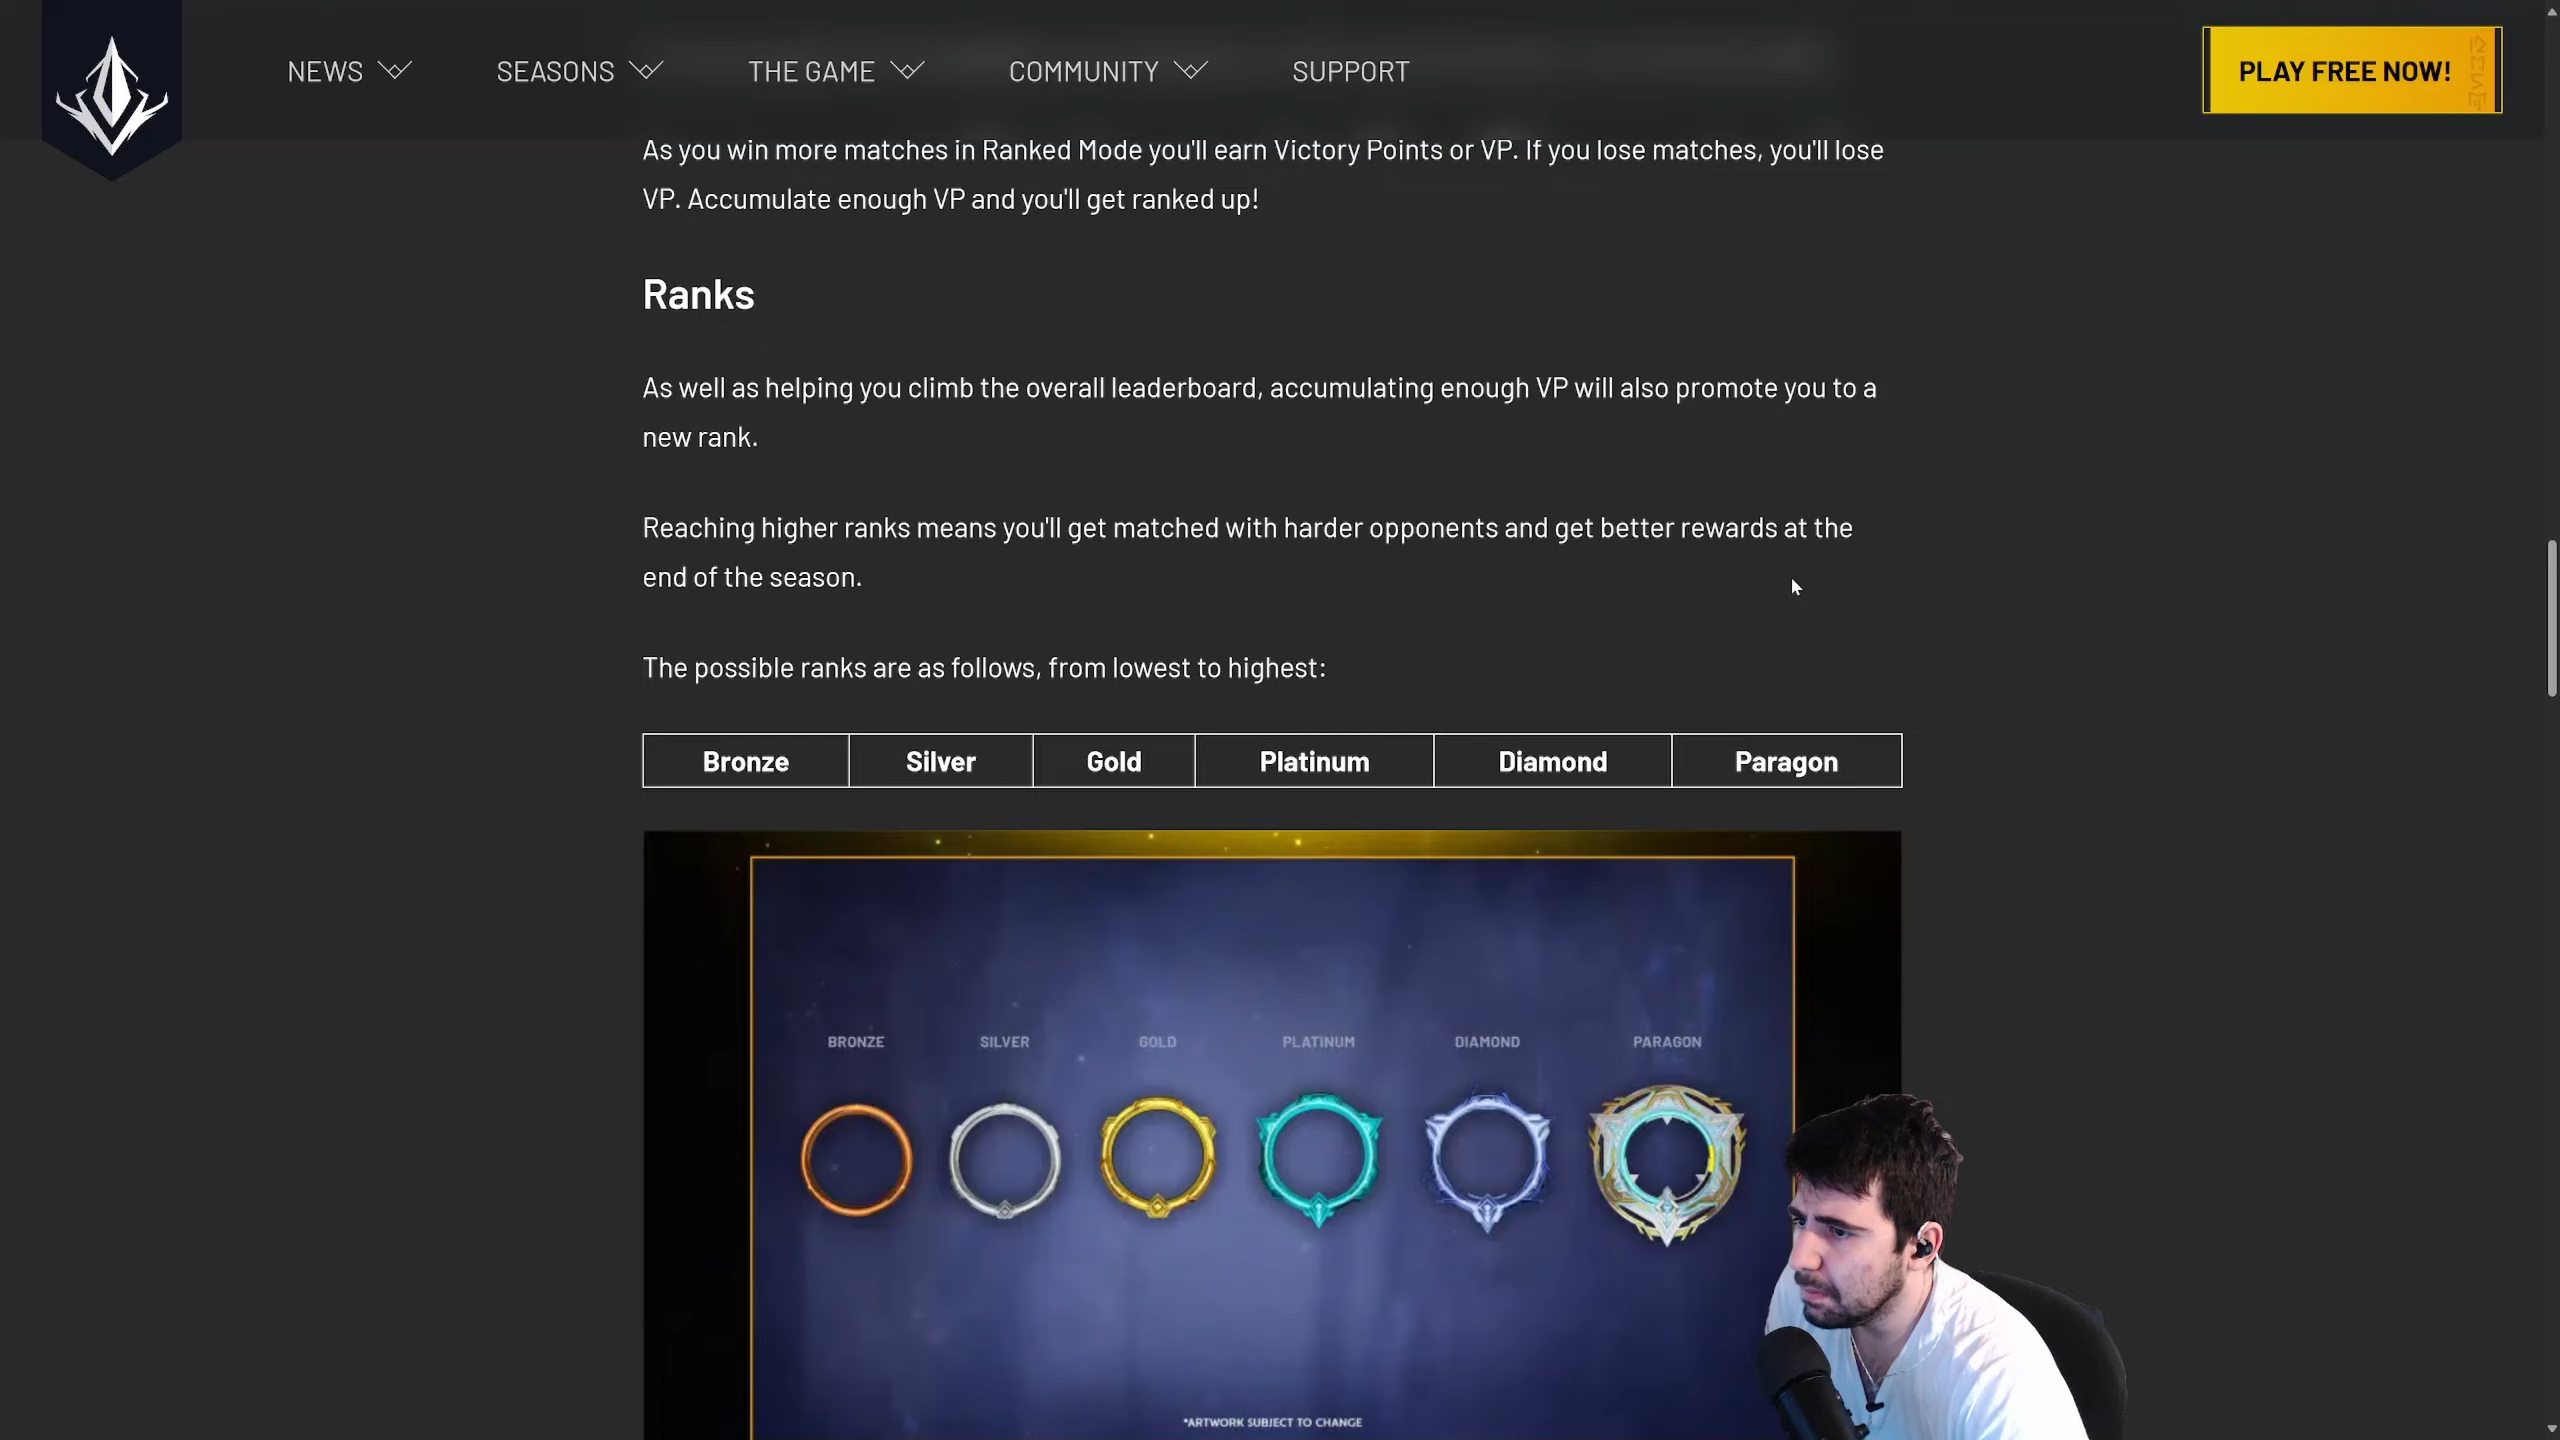 NEWS
SEASONS
THE GAME
COMMUNITY
SUPPORT
PLAY FREE NOW!
As you win more matches in Ranked Mode you'll earn Victory Points or VP. If you lose matches, you'll lose
VP. Accumulate enough VP and you'll get ranked up!
Ranks
As well as helping you climb the overall leaderboard, accumulating enough VP will also promote you to a
new rank.
Reaching higher ranks means you'll get matched with harder opponents and get better rewards at the
end of the season.
The possible ranks are as follows, from lowest to highest:
Bronze Silver Gold Platinum Diamond Paragon
BRONZE SILVER GOLD PLATINUM DIAMOND PARAGON
*ARTWORK SUBJECT TO CHANGE